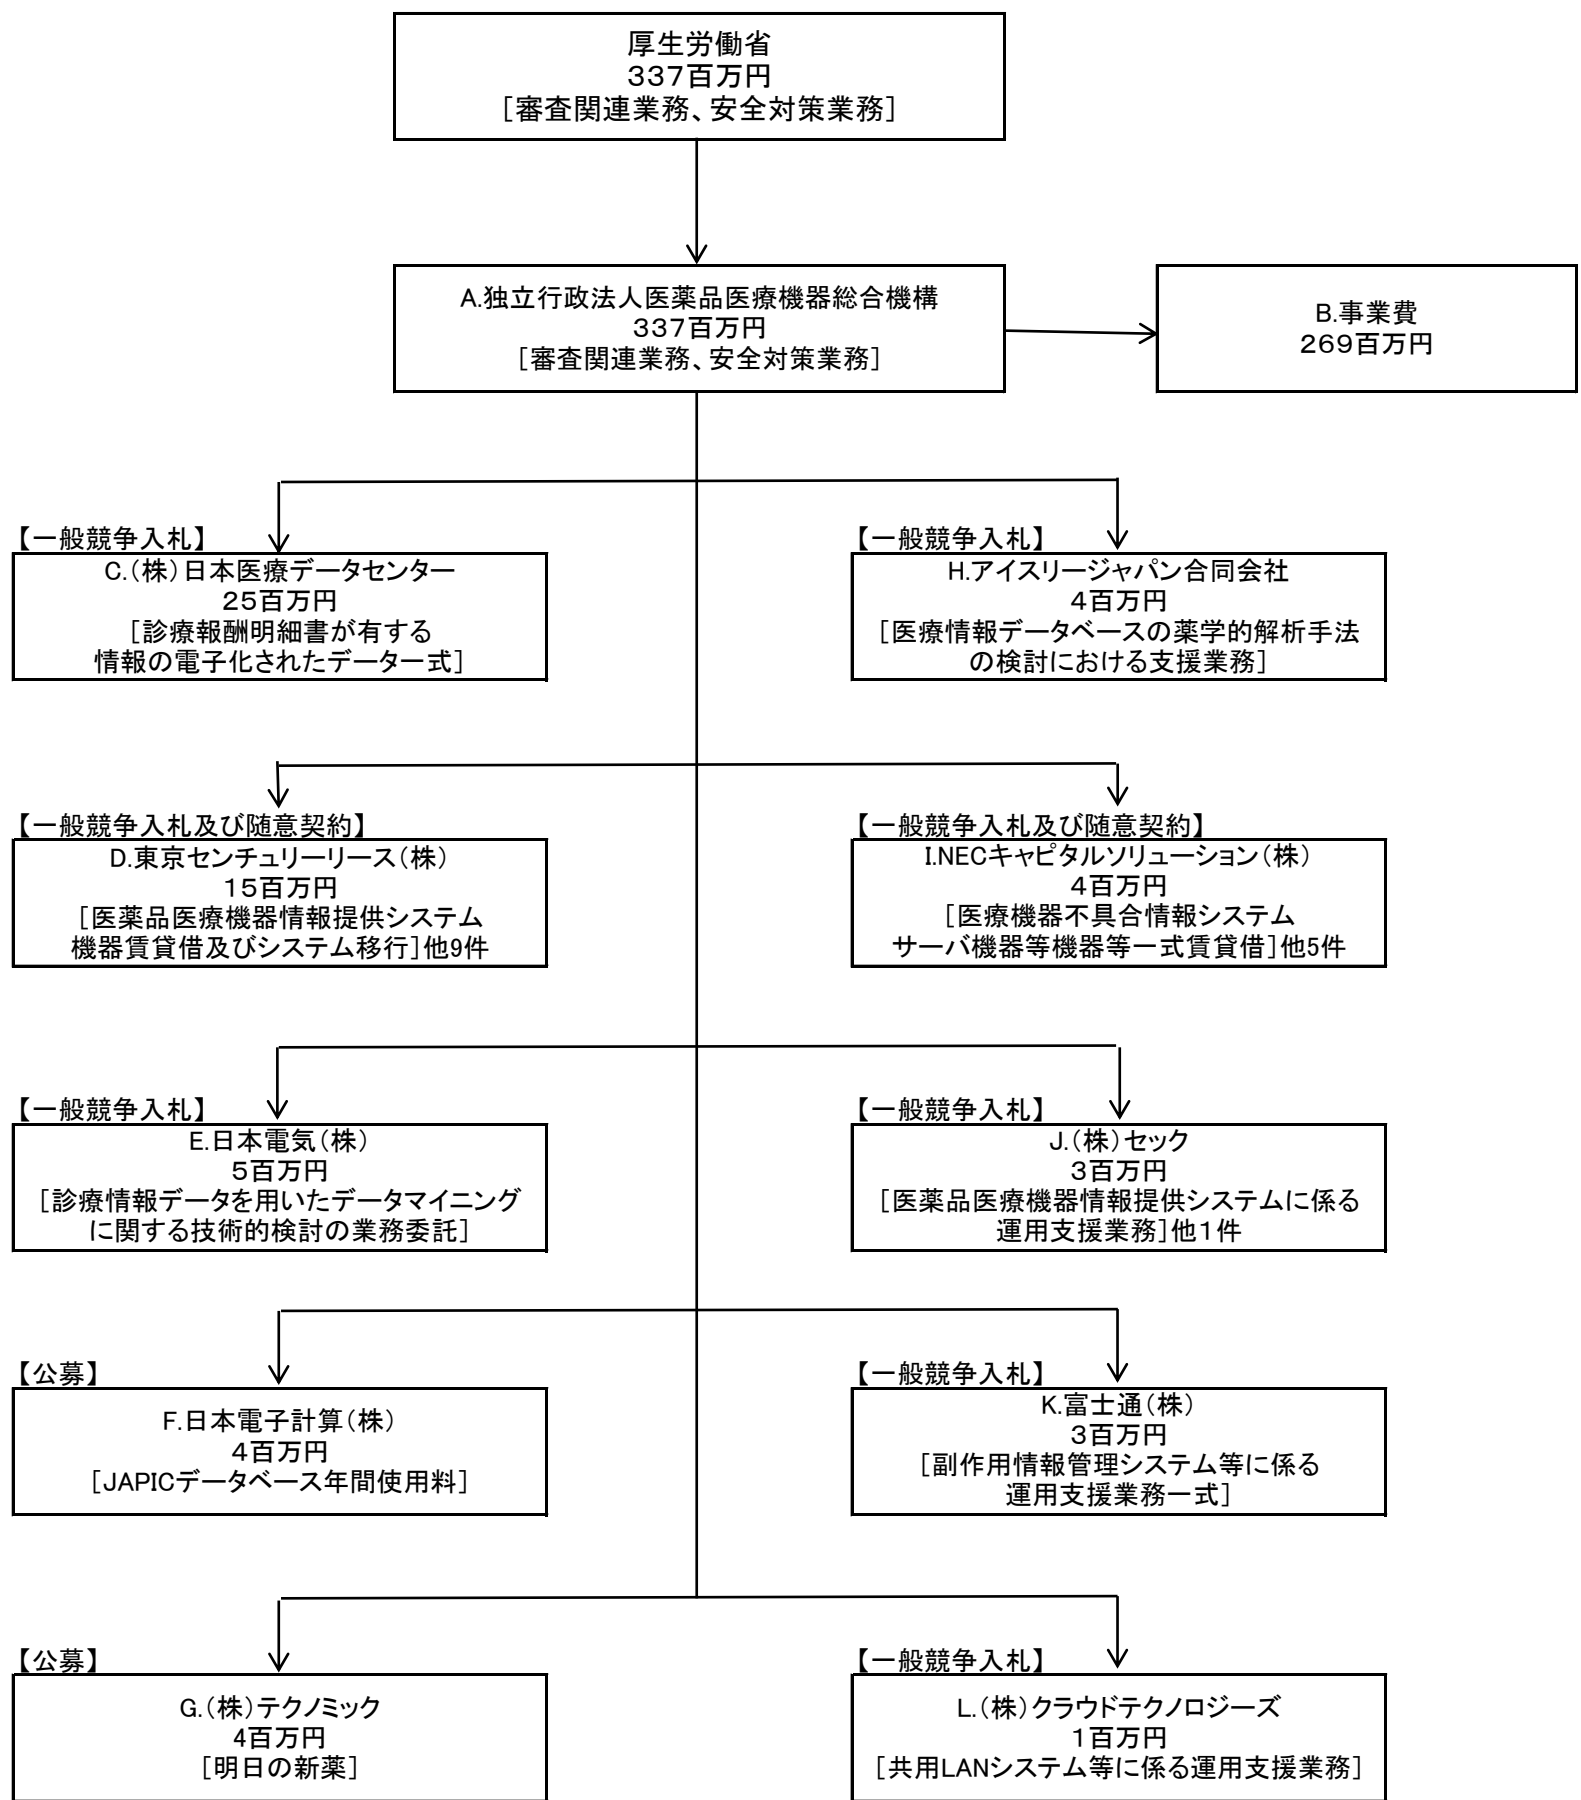 厚生労働省
337百万円
[審査関連業務、安全対策業務]
A.独立行政法人医薬品医療機器総合機構
337百万円
[審査関連業務、安全対策業務]
B.事業費
269百万円
【一般競争入札】
C.(株)日本医療データセンター
25百万円
[診療報酬明細書が有する
情報の電子化されたデータ一式]
【一般競争入札】
H.アイスリージャパン合同会社
4百万円
[医療情報データベースの薬学的解析手法
の検討における支援業務]
【一般競争入札及び随意契約】
D.東京センチュリーリース(株)
15百万円
[医薬品医療機器情報提供システム
機器賃貸借及びシステム移行]他9件
【一般競争入札及び随意契約】
I.NECキャピタルソリューション(株)
4百万円
[医療機器不具合情報システム
サーバ機器等機器等一式賃貸借]他5件
【一般競争入札】
E.日本電気(株)
5百万円
[診療情報データを用いたデータマイニング
に関する技術的検討の業務委託]
【一般競争入札】
J.(株)セック
3百万円
[医薬品医療機器情報提供システムに係る
運用支援業務]他1件
【公募】
F.日本電子計算(株)
4百万円
[JAPICデータベース年間使用料]
【一般競争入札】
K.富士通(株)
3百万円
[副作用情報管理システム等に係る
運用支援業務一式]
【公募】
G.(株)テクノミック
4百万円
[明日の新薬]
【一般競争入札】
L.(株)クラウドテクノロジーズ
1百万円
[共用LANシステム等に係る運用支援業務]